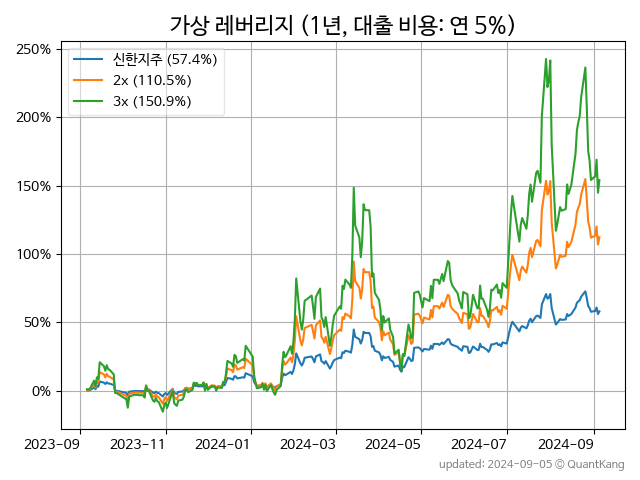 가상 레버리지 (1년, 대출 비용: 연 5%)
신한지주 (57.4%)
2x (110.5%)
3x (150.9%)
250%
200%
150%
100%
50%
0%
2023-09 2023-11 2024-01 2024-03 2024-05 2024-07 2024-09
updated: 2024-09-05 © QuantKang